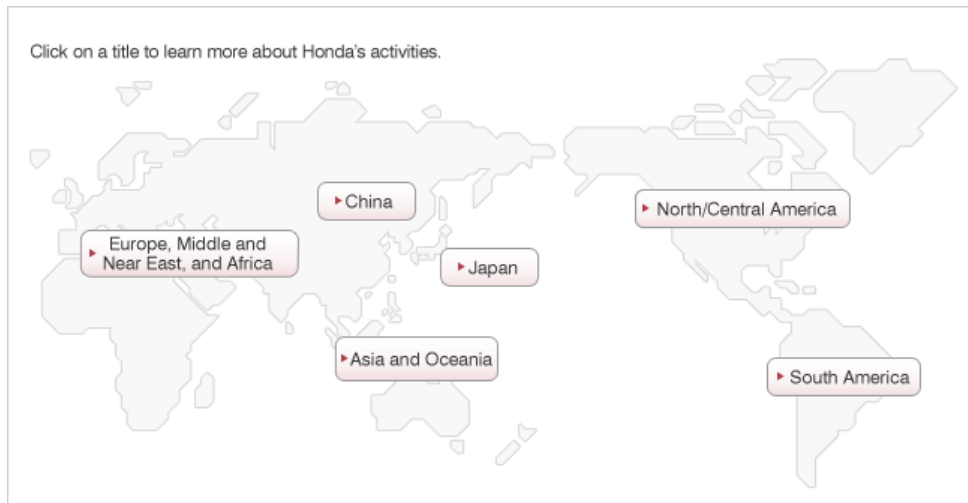 Click on a title to learn more about Honda's activities.
China
North/Central America
Europe, Middle and
Near East, and Africa
Japan
Asia and Oceania
South America